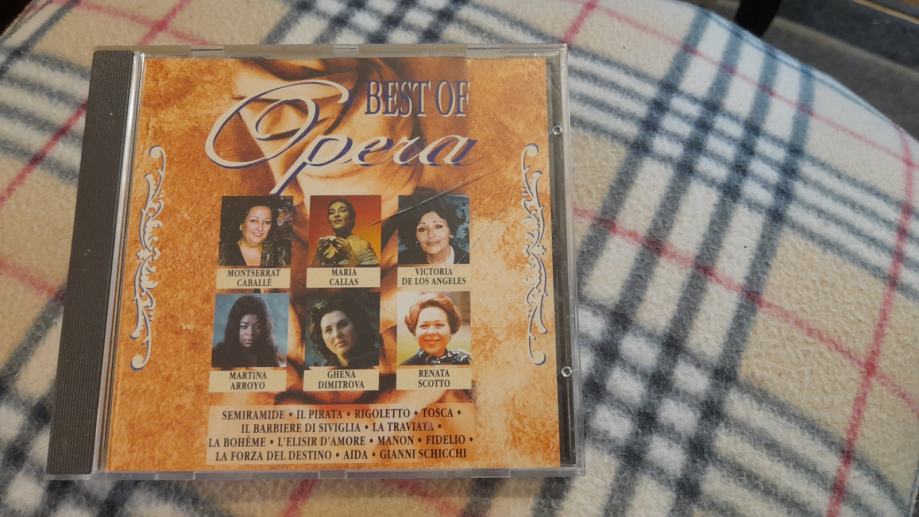 BEST OF
Opera
MONTSERRAT
CABALLÉ
MARIA
CALLAS
VICTORIA
DE LOS ANGELES
MARTINA
ARROYO
GHENA
DIMITROVA
RENATA
SCOTTO
SEMIRAMIDE • IL PIRATA • RIGOLETTO • TOSCA •
IL BARBIERE DI SIVIGLIA • LA TRAVIATA •
LA BOHÈME • L'ELISIR D'AMORE • MANON • FIDELIO •
LA FORZA DEL DESTINO • AIDA • GIANNI SCHICCHI